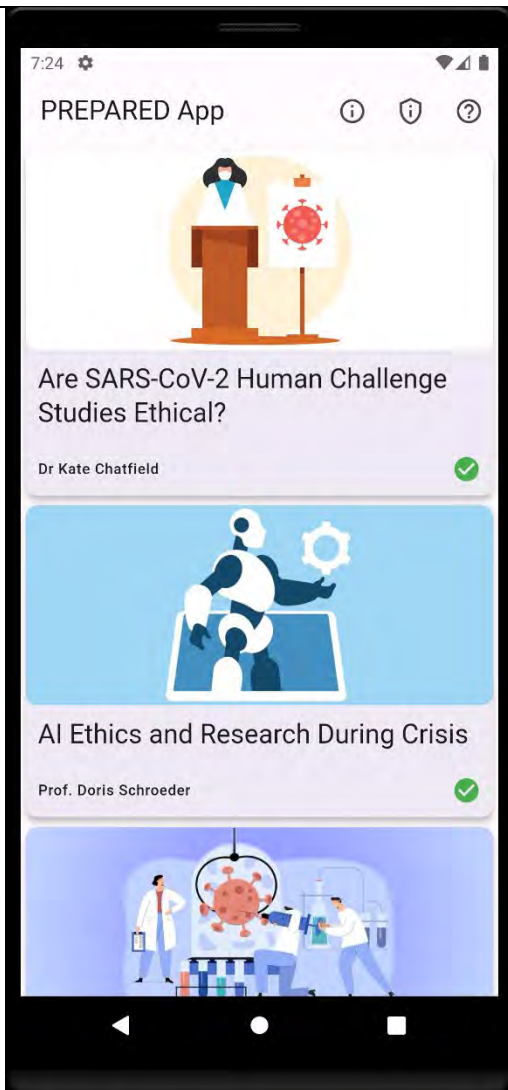 7:24
PREPARED App
Are SARS-CoV-2 Human Challenge
Studies Ethical?
Dr Kate Chatfield
AI Ethics and Research During Crisis
Prof. Doris Schroeder